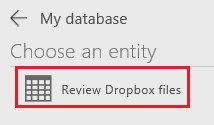 My database
Choose an entity
Review Dropbox files